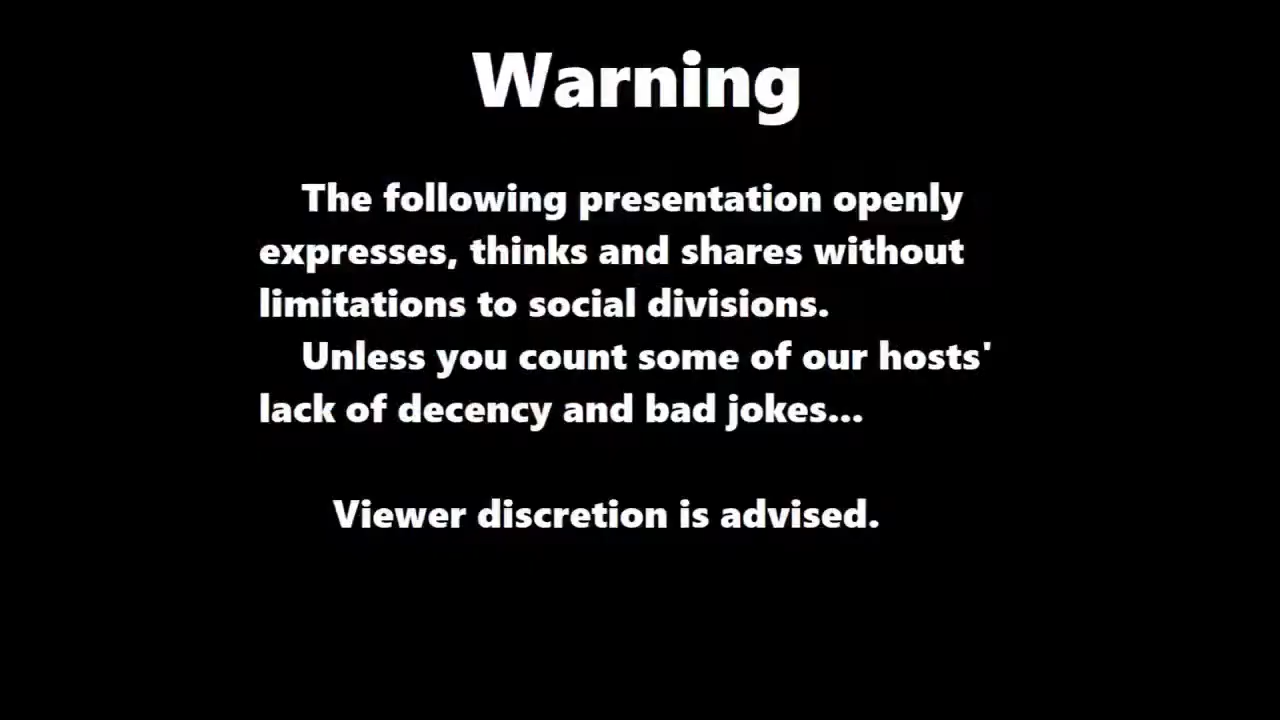 Warning
The following presentation openly
expresses, thinks and shares without
limitations to social divisions.
Unless you count some of our hosts'
lack of decency and bad jokes...
Viewer discretion is advised.